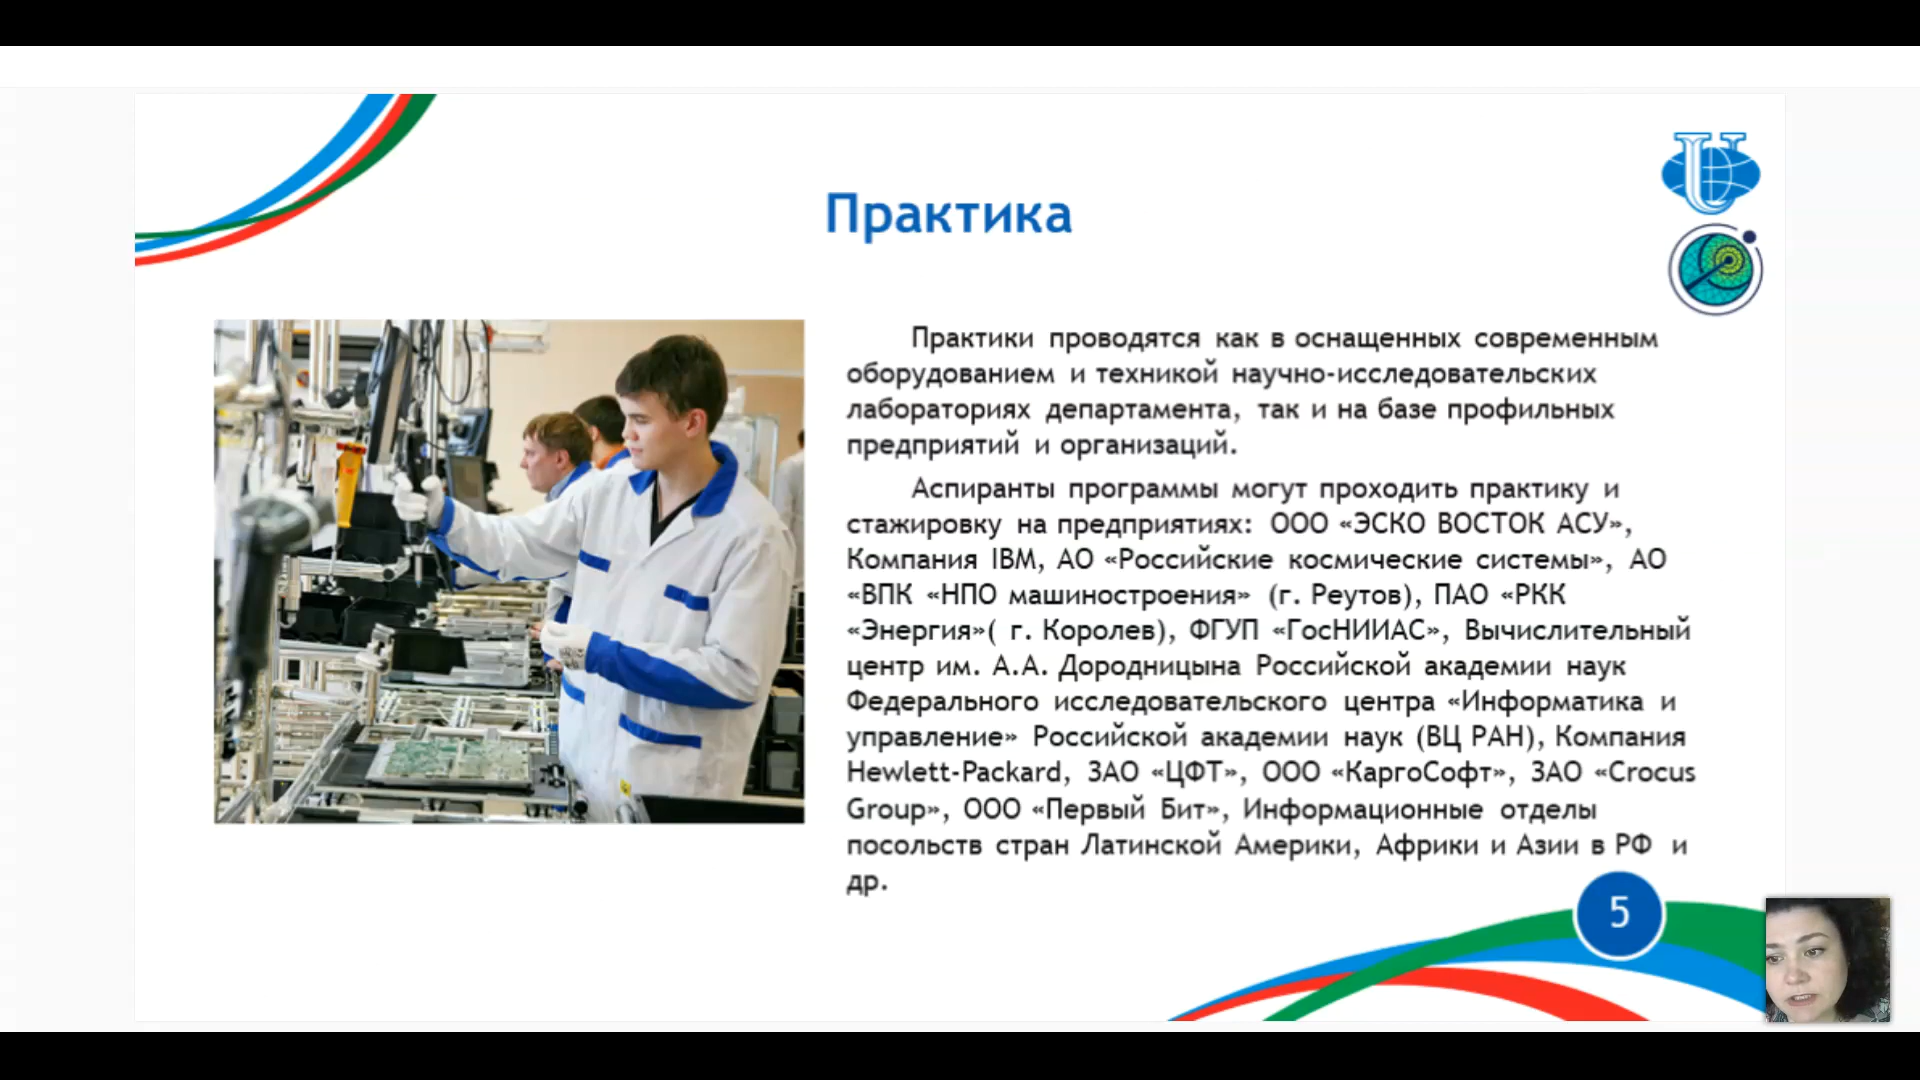 Практика
Практики проводятся как в оснащенных современным
оборудованием и техникой научно-исследовательских
лабораториях департамента, так и на базе профильных
предприятий и организаций.
Аспиранты программы могут проходить практику и
стажировку на предприятиях: ООО «ЭСКО ВОСТОК АСУ»,
Компания IBM, АО «Российские космические системы», АО
«ВПК «НПО машиностроения» (г. Реутов), ПАО «РКК
«Энергия»( г. Королев), ФГУП «ГосНИИАС», Вычислительный
центр им. А.А. Дородницына Российской академии наук
Федерального исследовательского центра «Информатика и
управление» Российской академии наук (ВЦ РАН), Компания
Hewlett-Packard, ЗАО «ЦФТ», ООО «КаргоСофт», ЗАО «Crocus
Group», ООО «Первый Бит», Информационные отделы
посольств стран Латинской Америки, Африки и Азии в РФ и
др.
5